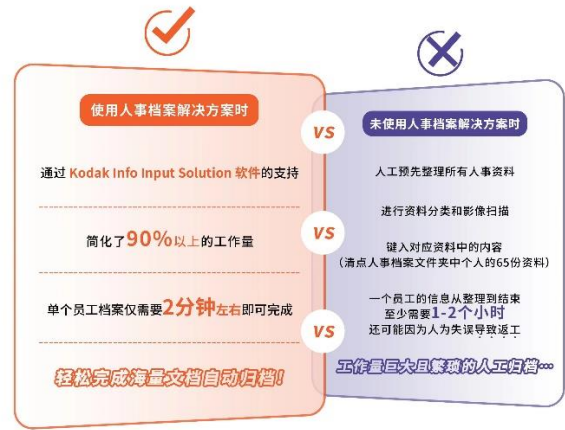 使用人事档案解决方案时
通过 Kodak Info Input Solution 软件的支持
简化了90%以上的工作量
单个员工档案仅需要2分钟左右即可完成
轻松完成海量文档自动归档!
VS
VS
VS
未使用人事档案解决方案时
人工预先整理所有人事资料
进行资料分类和影像扫描
键入对应资料中的内容
（清点人事档案文件夹中个人的65份资料）
一个员工的信息从整理到结束
至少需要1-2个小时
还可能因为人为失误导致返工
工作量巨大且繁琐的人工归档…